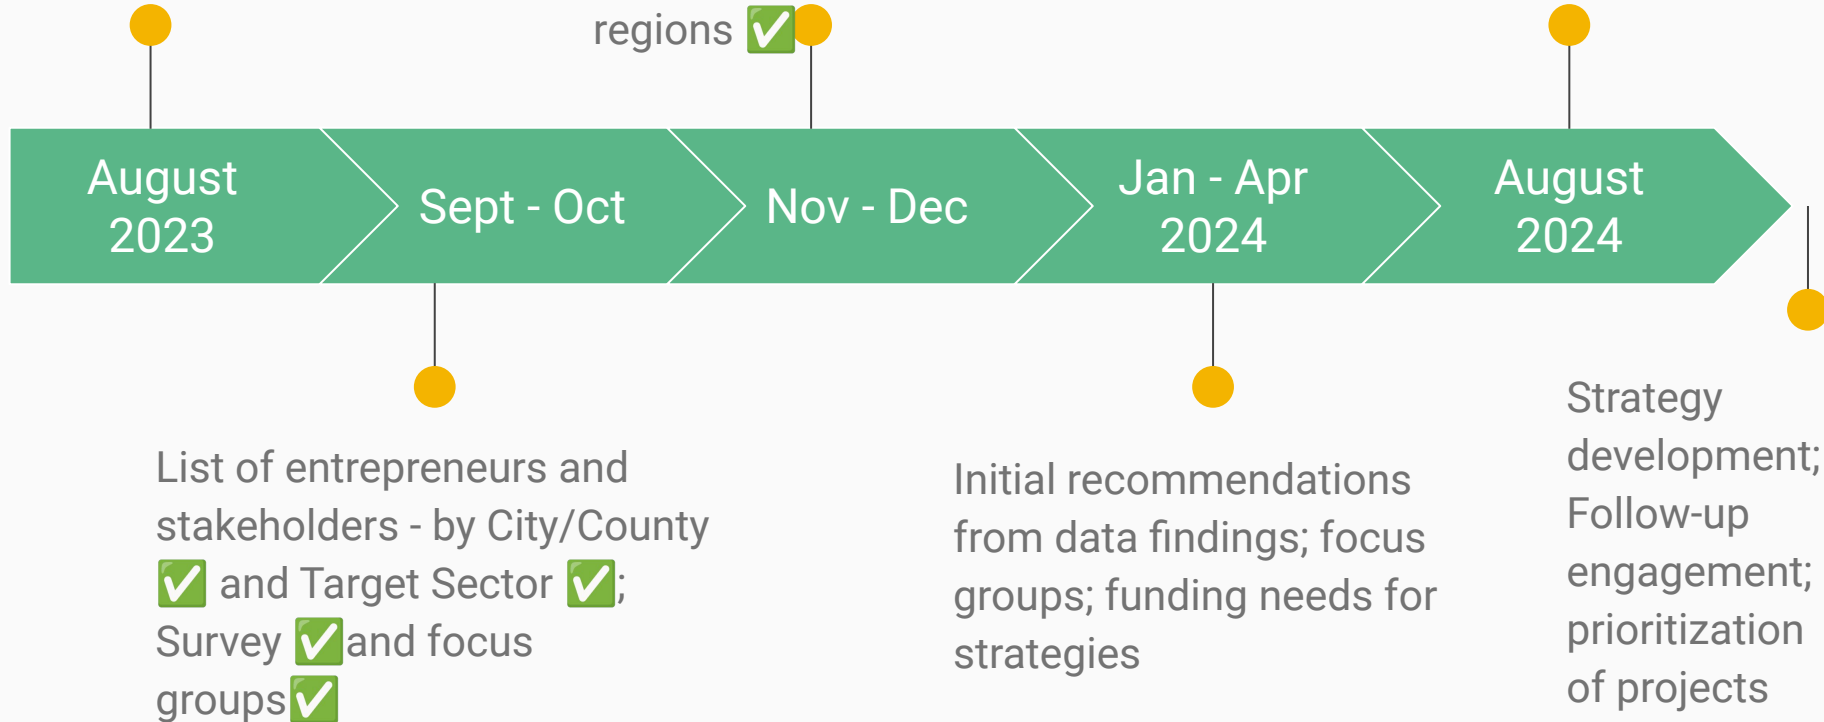 regions ✅
August
2023
Sept - Oct
Nov - Dec
Jan - Apr
2024
August
2024
List of entrepreneurs and
stakeholders - by City/County
✅ and Target Sector ✅;
Survey ✅and focus
groups✅
Initial recommendations
from data findings; focus
groups; funding needs for
strategies
Strategy
development;
Follow-up
engagement;
prioritization
of projects